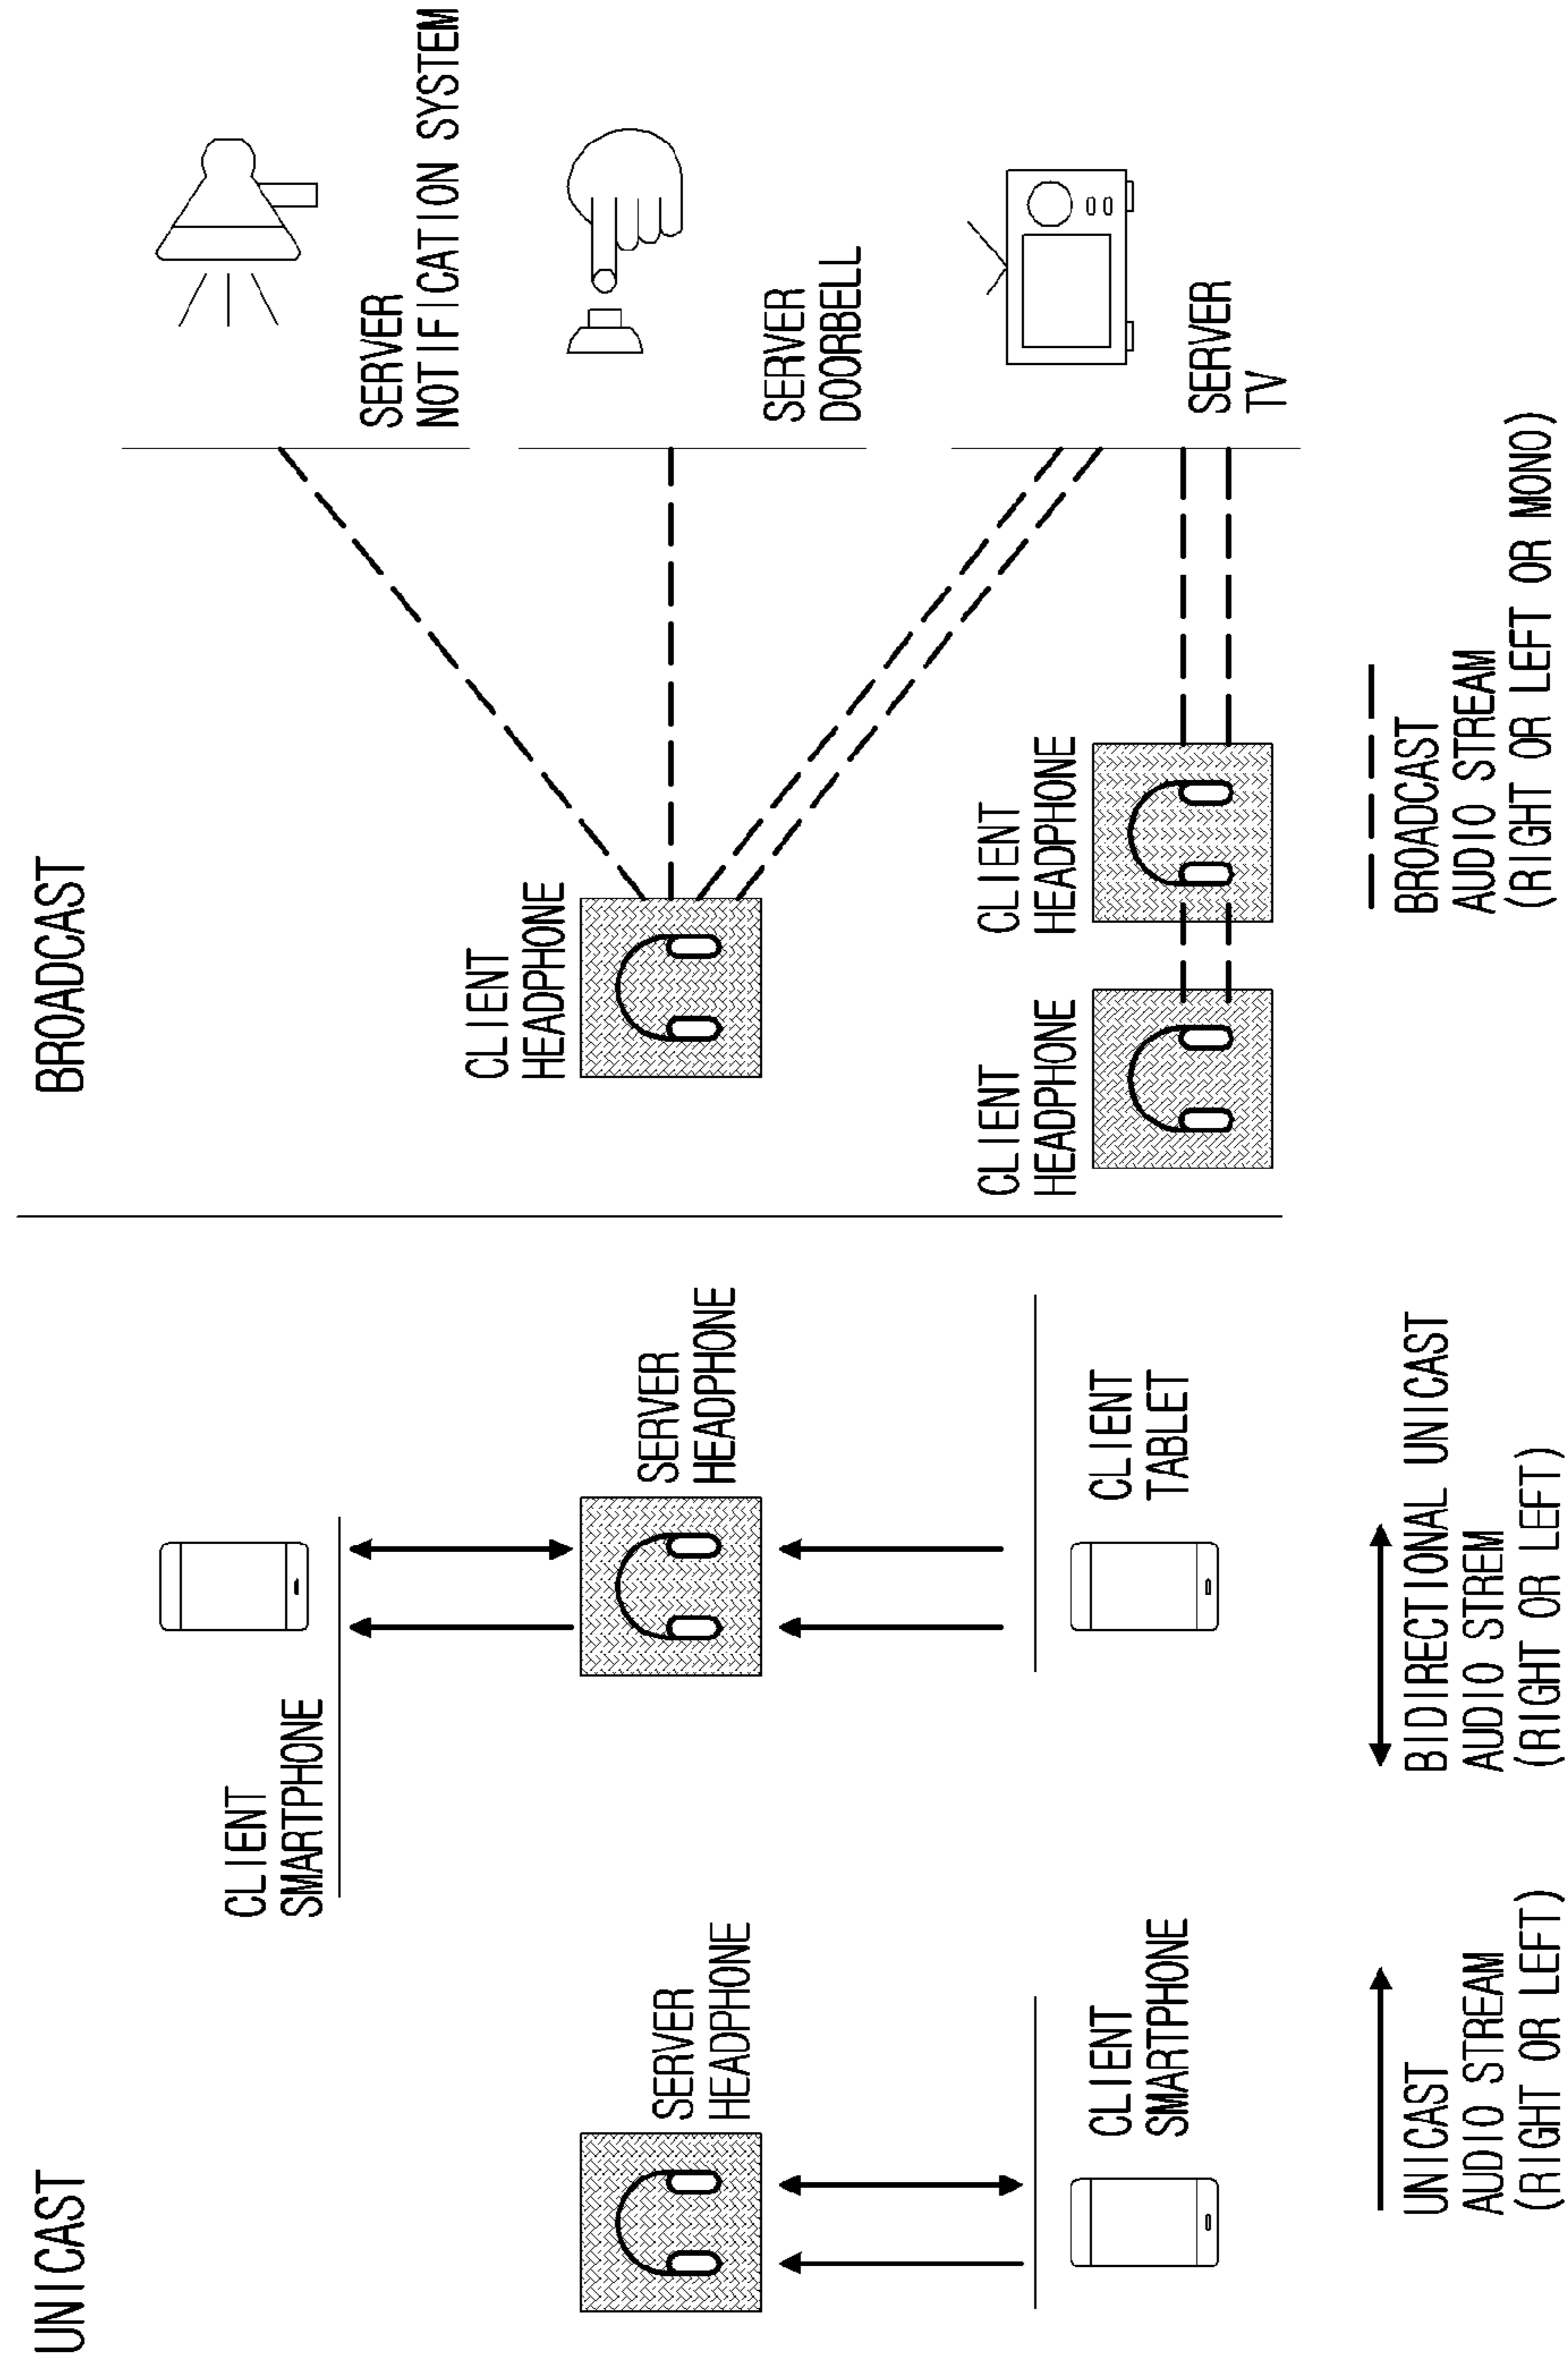 UNICAST
BROADCAST
SERVER
HEADPHONE
CLIENT
SMARTPHONE
CLIENT
SMARTPHONE
SERVER
HEADPHONE
CLIENT
TABLET
CLIENT
HEADPHONE
CLIENT
HEADPHONE
CLIENT
HEADPHONE
SERVER
NOTIFICATION SYSTEM
SERVER
DOORBELL
SERVER
TV
UNICAST
AUDIO STREAM
(RIGHT OR LEFT)
BIDIRECTIONAL UNICAST
AUDIO STREM
(RIGHT OR LEFT)
BROADCAST
AUDIO STREAM
(RIGHT OR LEFT OR MONO)